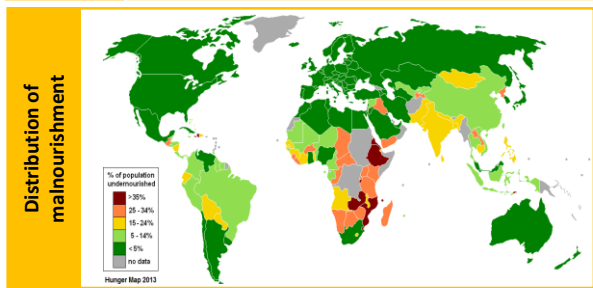 Distribution of
malnourishment
% of population
undernourished
>35%
25 - 34%
15 - 24%
5 - 14%
< 5%
no data
Hunger Map 2013